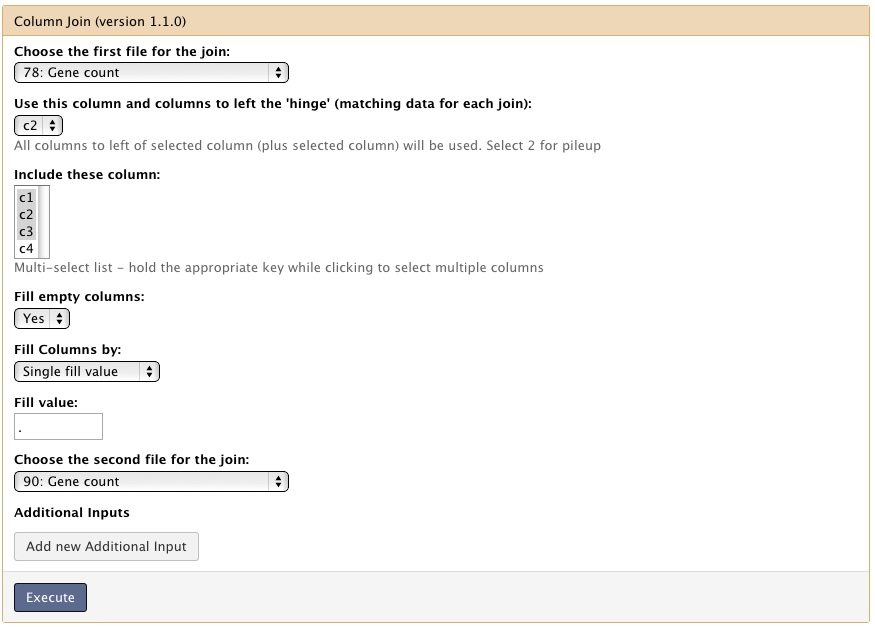 Column Join (version 1.1.0)
Choose the first file for the join:
78: Gene count
Use this column and columns to left the 'hinge' (matching data for each join):
c2
All columns to left of selected column (plus selected column) will be used. Select 2 for pileup
Include these column:
c1
c2
c3
c4
Multi-select list - hold the appropriate key while clicking to select multiple columns
Fill empty columns:
Yes
Fill Columns by:
Single fill value
Fill value:
.
Choose the second file for the join:
90: Gene count
Additional Inputs
Add new Additional Input
Execute